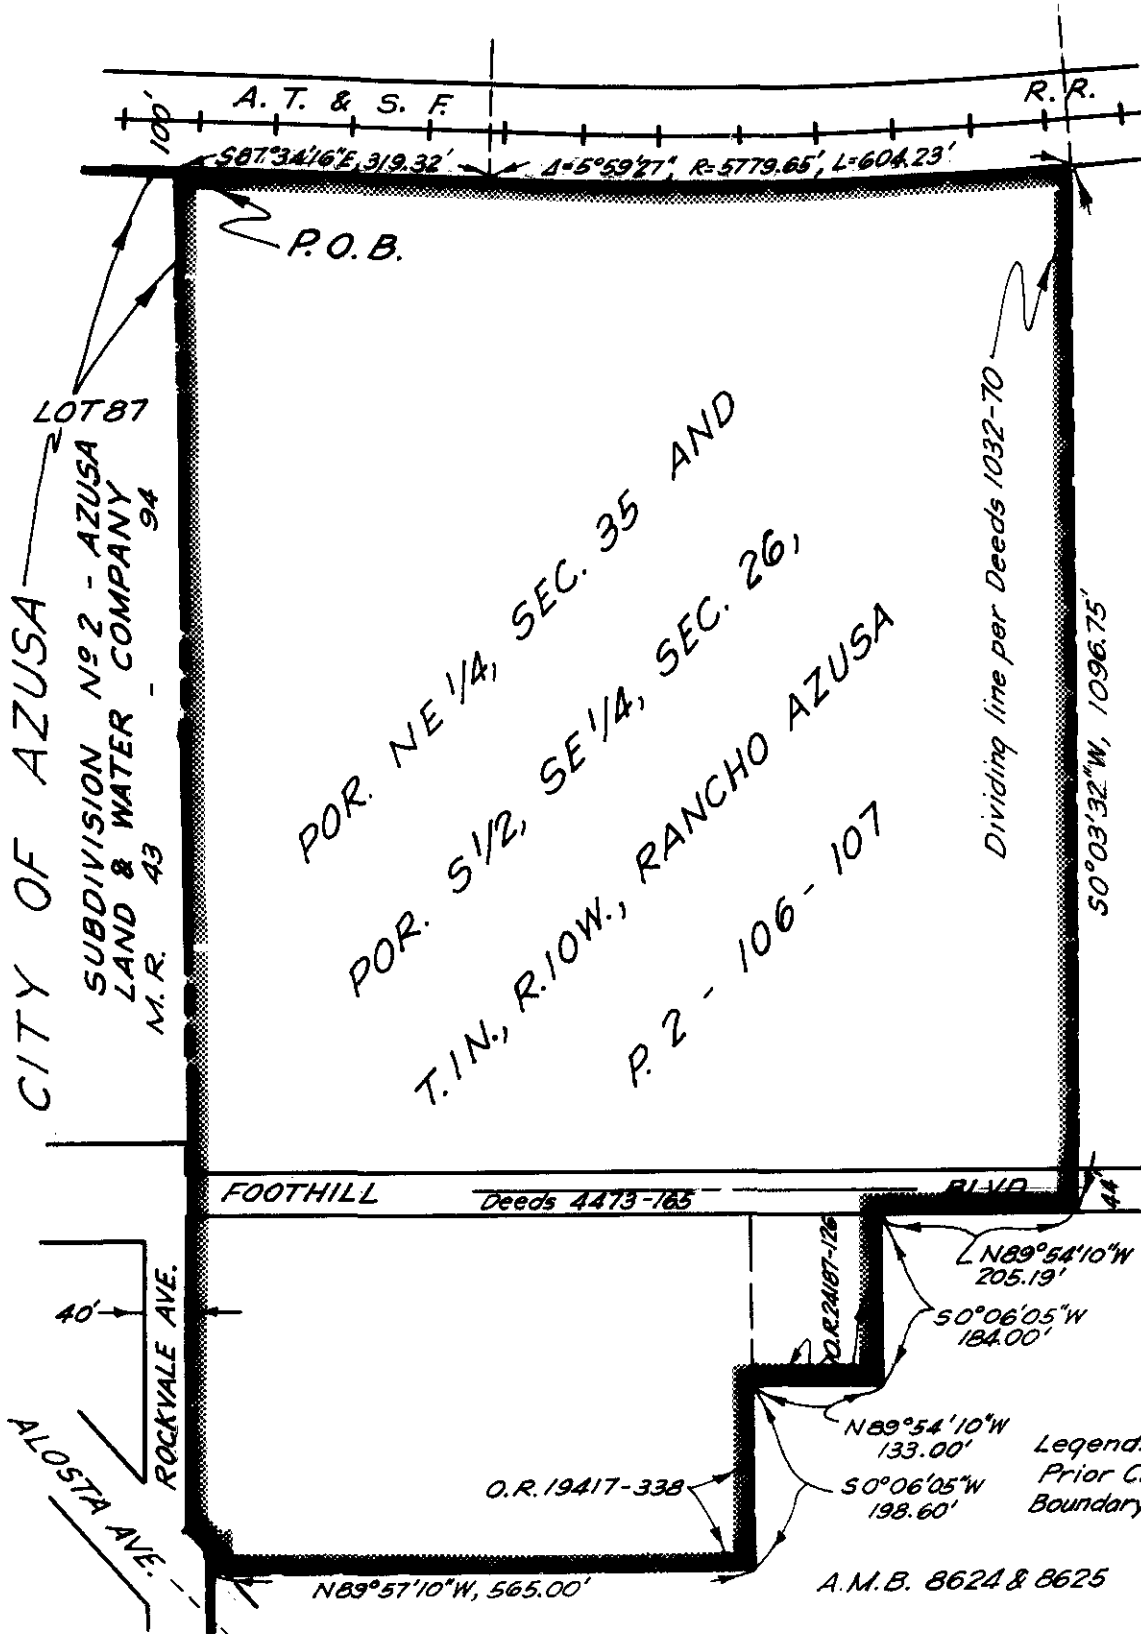 A. T. & S. F. R. R.
100'
S87°34'16"E, 319.32'
Δ=5°59'27", R=5779.65', L=604.23'
P.O.B.
LOT 87
CITY OF AZUSA
SUBDIVISION Nº 2 - AZUSA
LAND & WATER COMPANY
M.R. 43 - 94
POR. NE 1/4, SEC. 35 AND
POR. S 1/2, SE 1/4, SEC. 26,
T.1N., R.10W., RANCHO AZUSA
P. 2 - 106 - 107
Dividing line per Deeds 1032-70
S0°03'32"W, 1096.75'
FOOTHILL BLVD
Deeds 4473-165
44'
O.R.24187-126
N89°54'10"W
205.19'
S0°06'05"W
184.00'
40'
ROCKVALE AVE.
ALOSTA AVE.
N89°54'10"W
133.00'
S0°06'05"W
198.60'
O.R. 19417-338
Legend:
Prior C.
Boundary
N89°57'10"W, 565.00'
A.M.B. 8624 & 8625